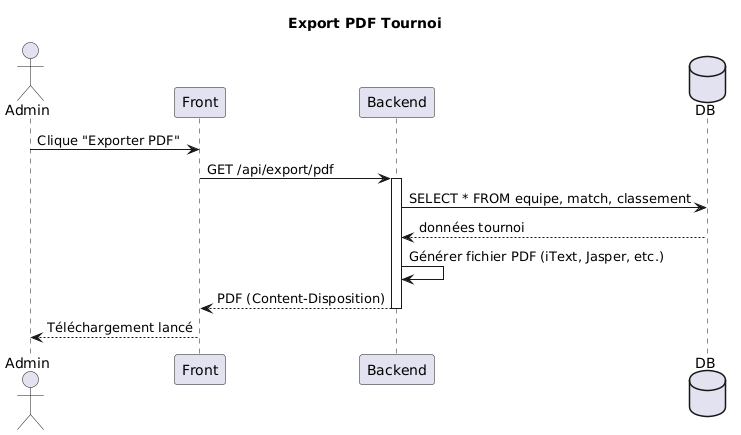 Export PDF Tournoi
Admin
Front
Backend
DB
Clique "Exporter PDF"
GET /api/export/pdf
SELECT * FROM equipe, match, classement
données tournoi
Générer fichier PDF (iText, Jasper, etc.)
PDF (Content-Disposition)
Téléchargement lancé
Admin
Front
Backend
DB